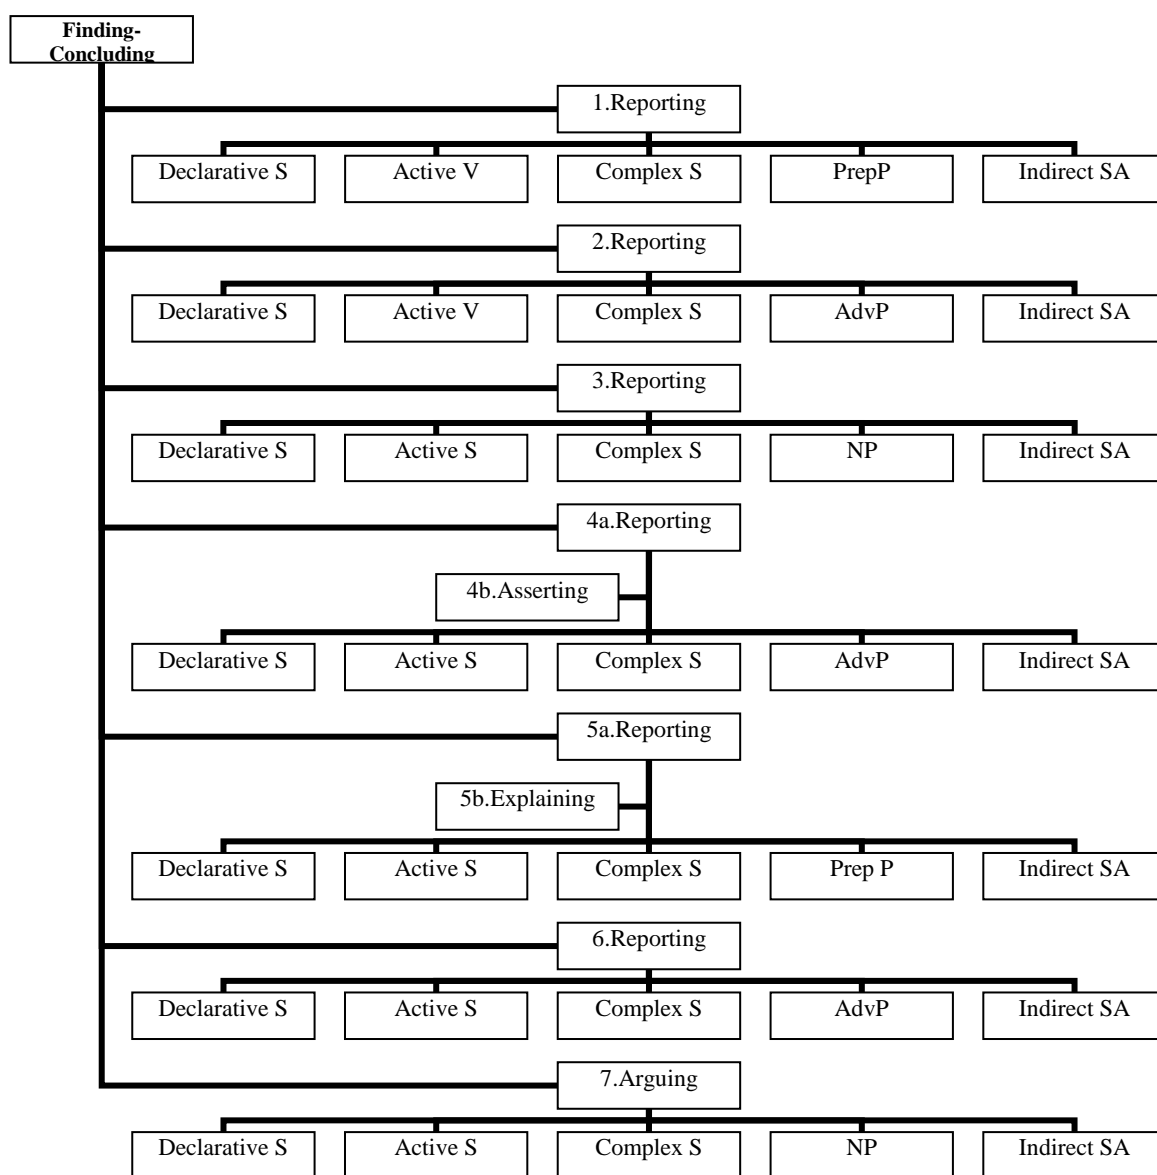 Finding-
Concluding
1.Reporting
Declarative S Active V Complex S PrepP Indirect SA
2.Reporting
Declarative S Active V Complex S AdvP Indirect SA
3.Reporting
Declarative S Active S Complex S NP Indirect SA
4a.Reporting
4b.Asserting
Declarative S Active S Complex S AdvP Indirect SA
5a.Reporting
5b.Explaining
Declarative S Active S Complex S Prep P Indirect SA
6.Reporting
Declarative S Active S Complex S AdvP Indirect SA
7.Arguing
Declarative S Active S Complex S NP Indirect SA